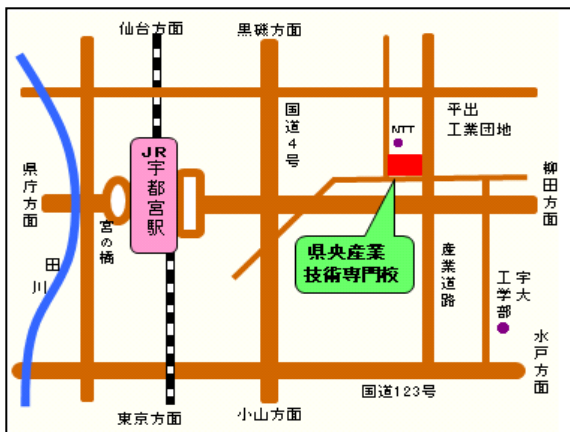 仙台方面
黒磯方面
国道4号
NTT
平出
工業団地
県庁方面
JR
宇都宮駅
柳田方面
宮の橋
田川
県央産業
技術専門校
産業道路
宇大
工学部
水戸方面
国道123号
東京方面
小山方面